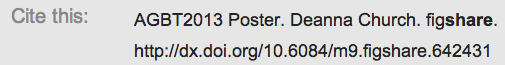 Cite this: AGBT2013 Poster. Deanna Church. figshare.
http://dx.doi.org/10.6084/m9.figshare.642431